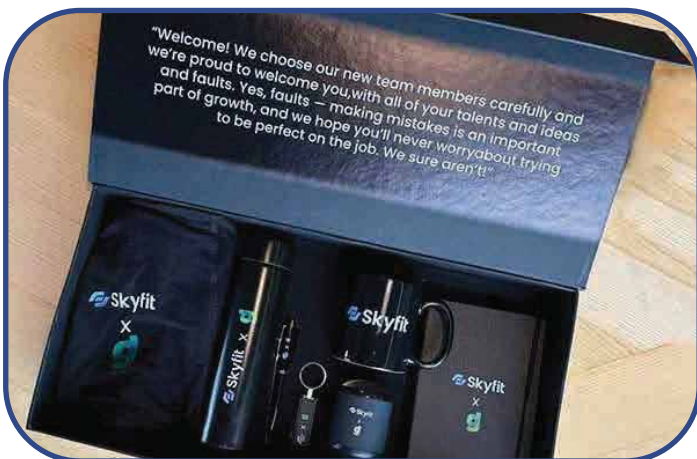 "Welcome! We choose our new team members carefully and
we're proud to welcome you,with all of your talents and ideas
and faults. Yes, faults — making mistakes is an important
part of growth, and we hope you'll never worryabout trying
to be perfect on the job. We sure aren't!"
Skyfit
x
d
Skyfit x d
Skyfit
Skyfit
x
d
Skyfit
x
d